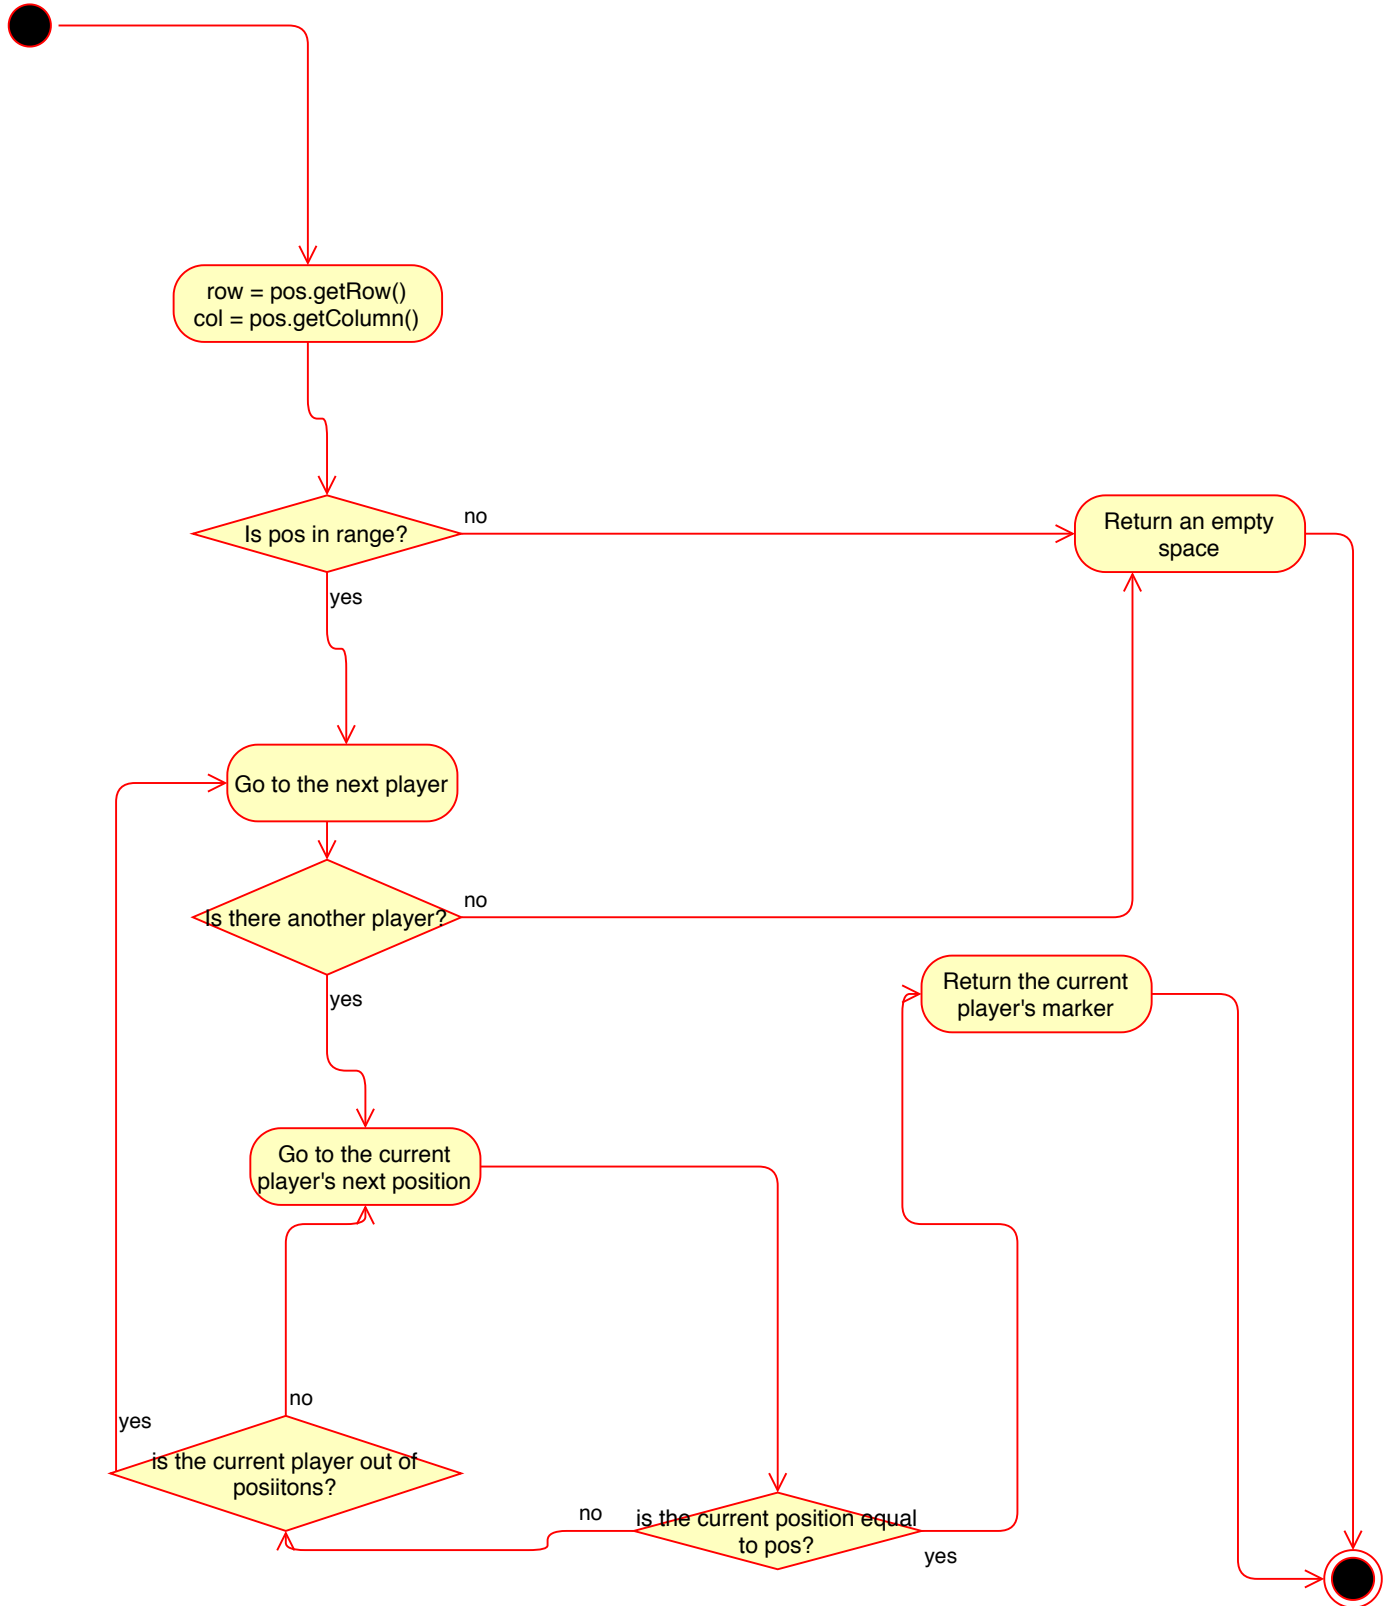 row = pos.getRow()
col = pos.getColumn()
Is pos in range?
no
Return an empty
space
yes
Go to the next player
Is there another player?
no
yes
Return the current
player's marker
Go to the current
player's next position
no
yes
is the current player out of
posiitons?
no
is the current position equal
to pos?
yes